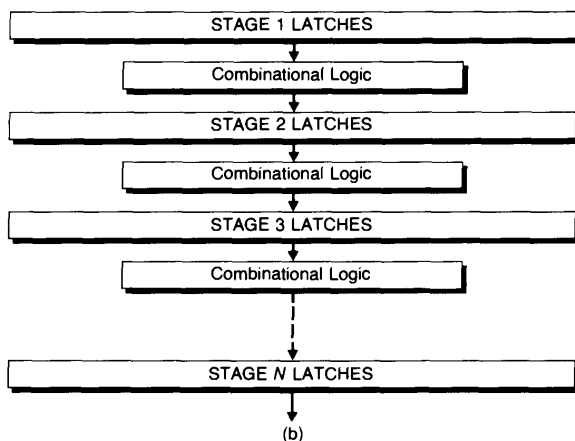 STAGE 1 LATCHES
Combinational Logic
STAGE 2 LATCHES
Combinational Logic
STAGE 3 LATCHES
Combinational Logic
STAGE N LATCHES
(b)